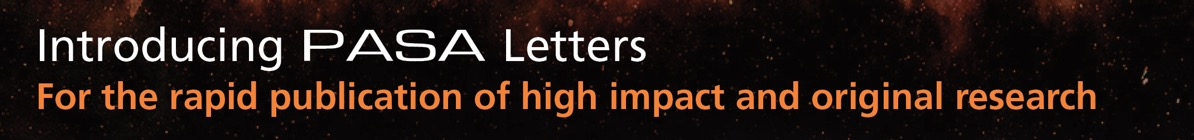 Introducing PASA Letters
For the rapid publication of high impact and original research